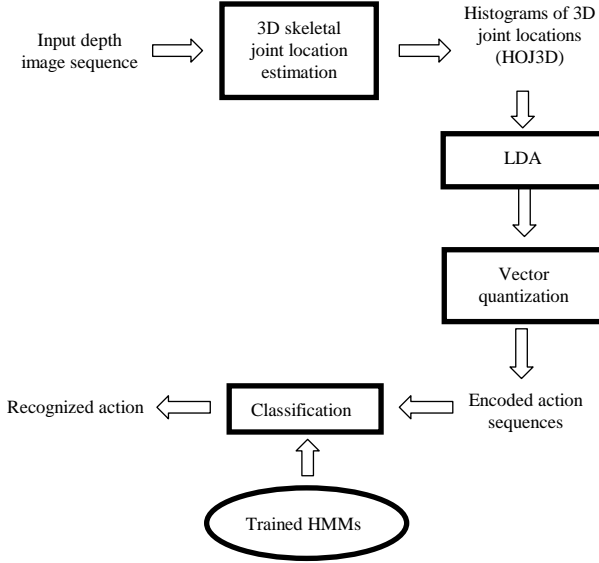 Input depth
image sequence
3D skeletal
joint location
estimation
Histograms of 3D
joint locations
(HOJ3D)
LDA
Vector
quantization
Encoded action
sequences
Classification
Recognized action
Trained HMMs